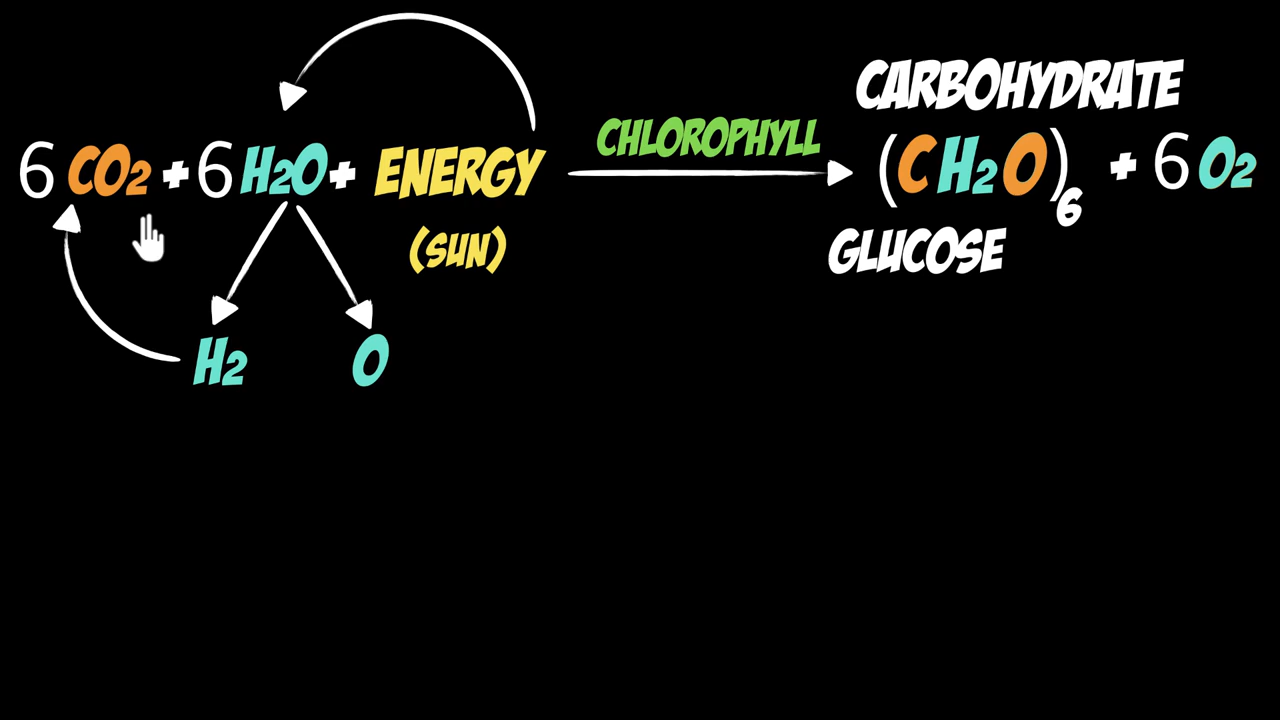 CARBOHYDRATE
6 CO2 + 6 H2O + ENERGY CHLOROPHYLL (CH2O)6 + 6 O2
(SUN) GLUCOSE
H2 O